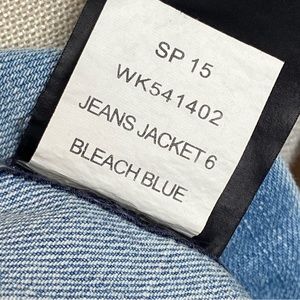 SP 15
WK541402
JEANS JACKET 6
BLEACH BLUE